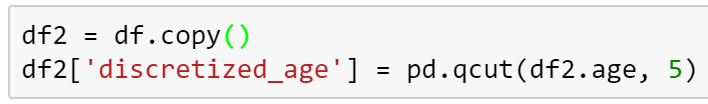 df2 = df.copy()
df2['discretized_age'] = pd.qcut(df2.age, 5)